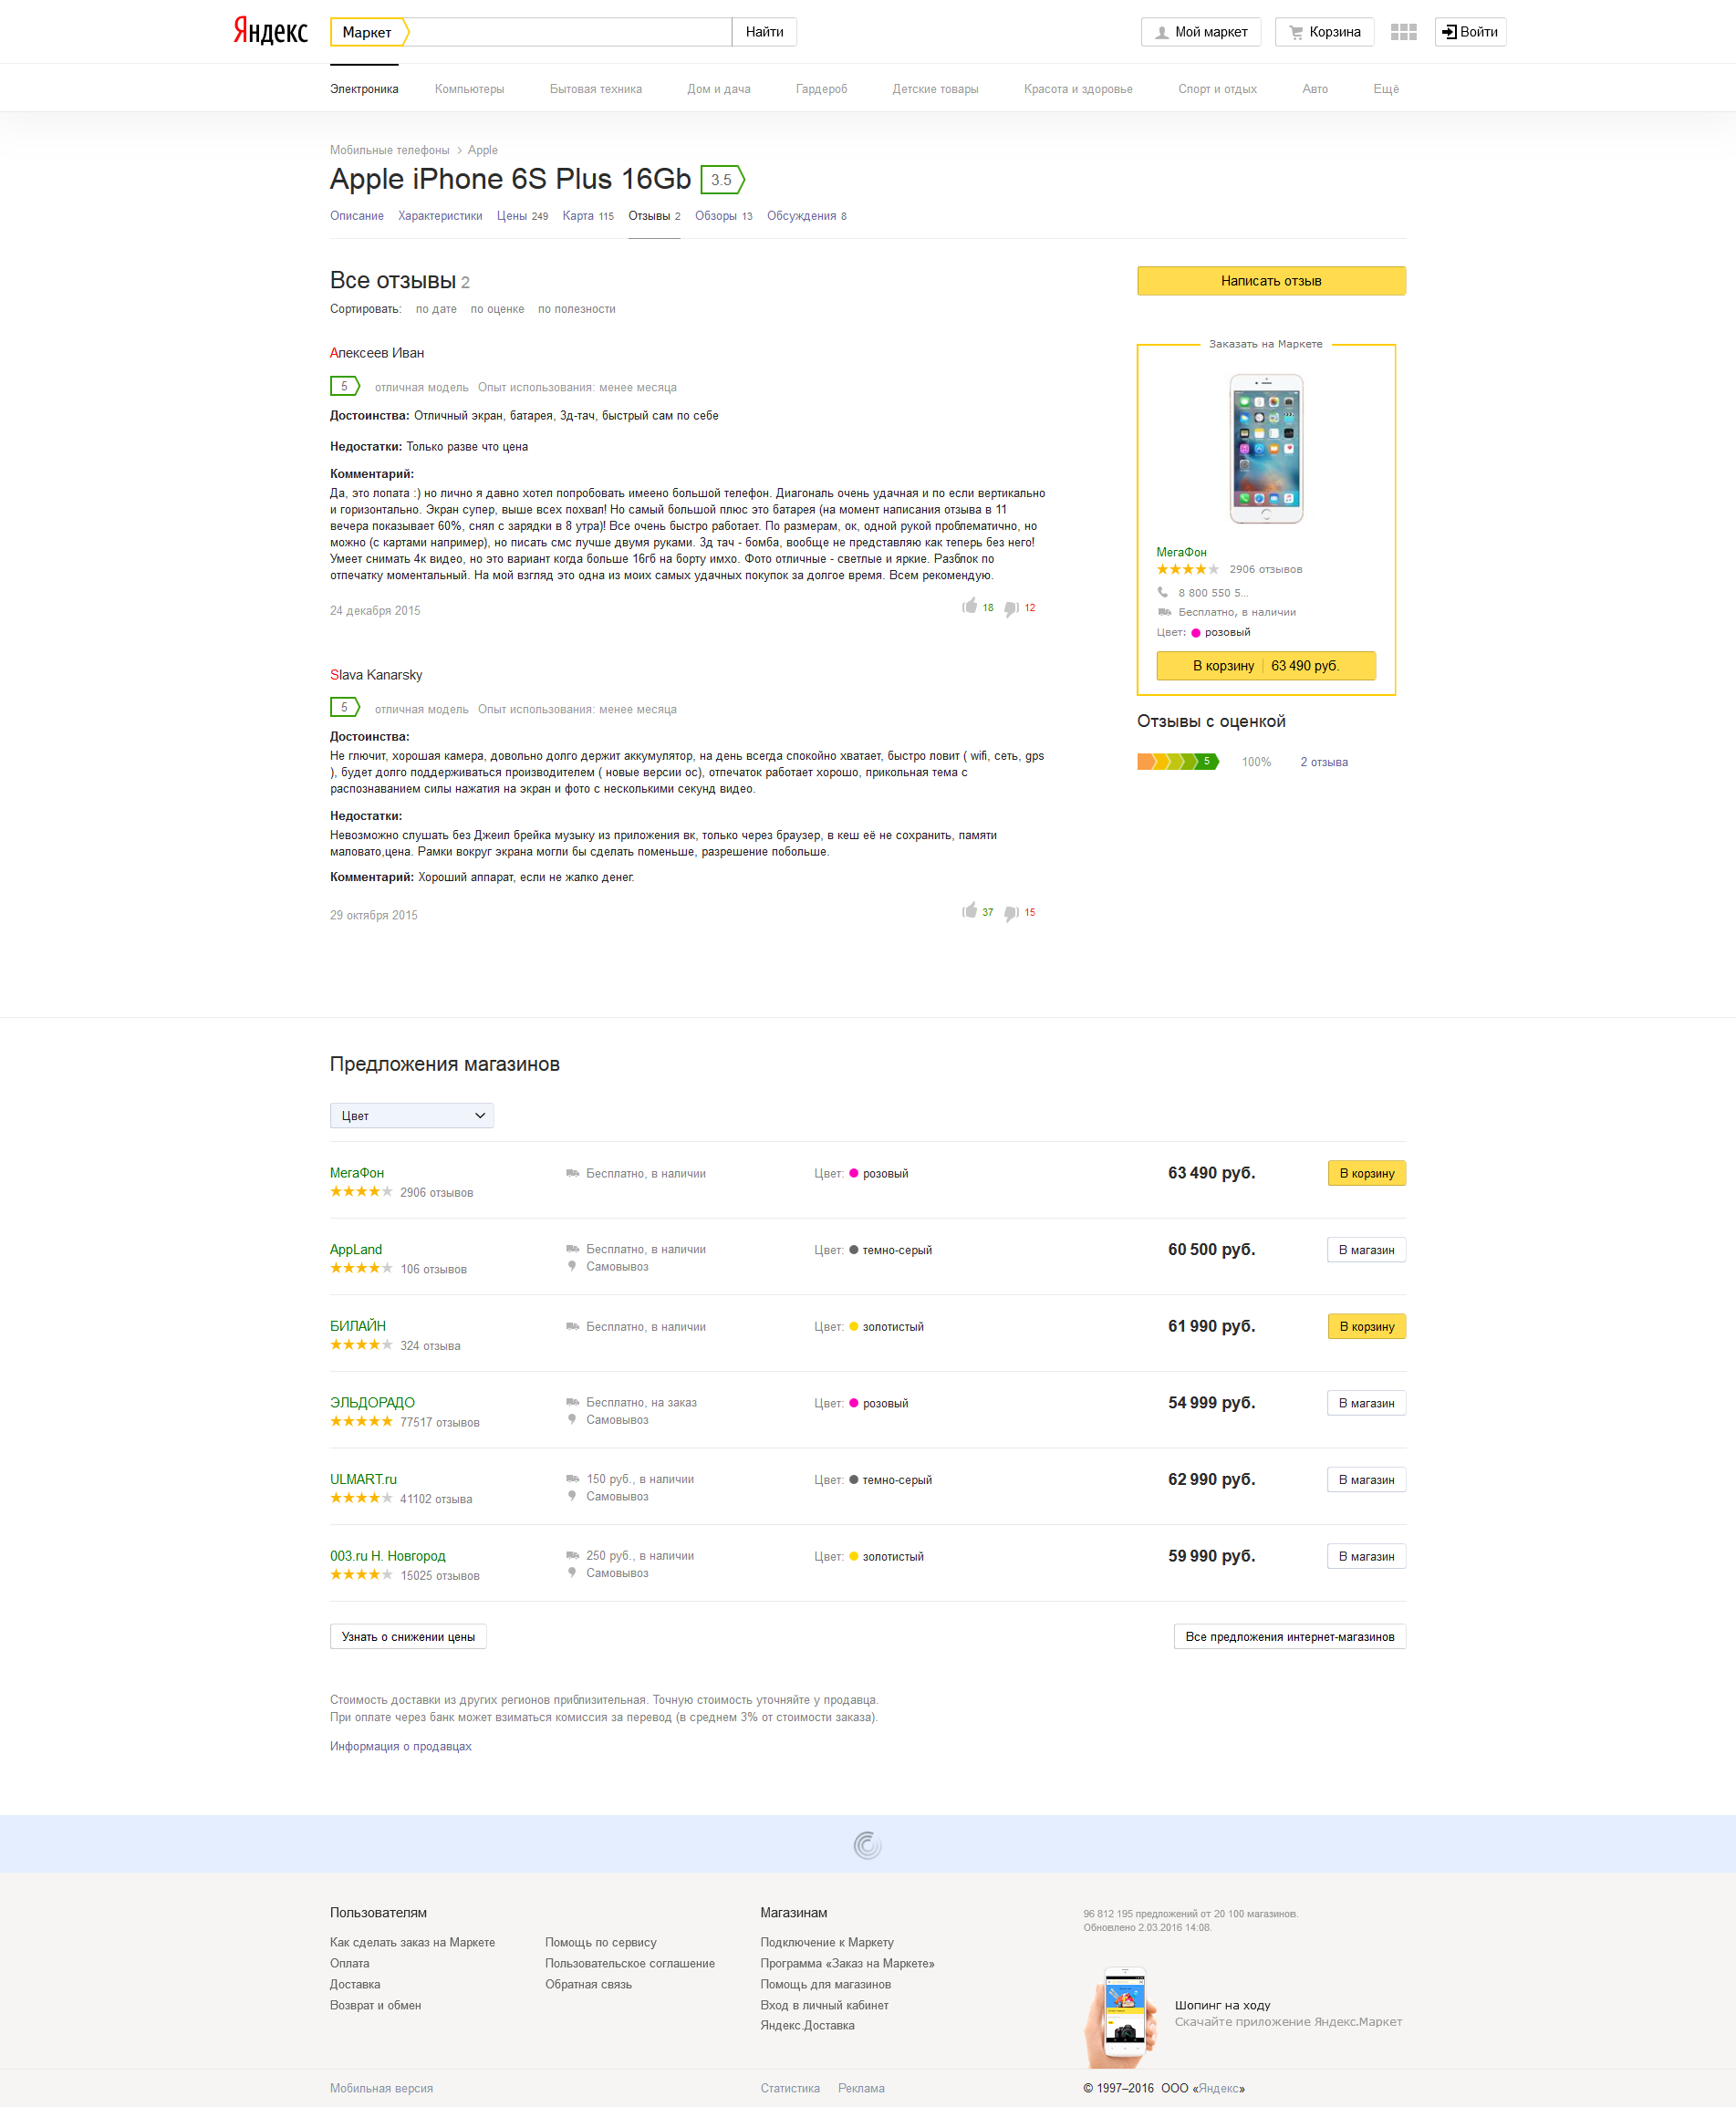 Яндекс Маркет Найти Мой маркет Корзина Войти
Электроника Компьютеры Бытовая техника Дом и дача Гардероб Детские товары Красота и здоровье Спорт и отдых Авто Ещё
Мобильные телефоны > Apple
Apple iPhone 6S Plus 16Gb 3.5
Описание Характеристики Цены 249 Карта 115 Отзывы 2 Обзоры 13 Обсуждения 8
Все отзывы 2
Сортировать: по дате по оценке по полезности
Алексеев Иван
5 отличная модель Опыт использования: менее месяца
Достоинства: Отличный экран, батарея, 3д-тач, быстрый сам по себе
Недостатки: Только разве что цена
Комментарий:
Да, это лопата :) но лично я давно хотел попробовать имеено большой телефон. Диагональ очень удачная и по если вертикально
и горизонтально. Экран супер, выше всех похвал! Но самый большой плюс это батарея (на момент написания отзыва в 11
вечера показывает 60%, снял с зарядки в 8 утра)! Все очень быстро работает. По размерам, ок, одной рукой проблематично, но
можно (с картами например), но писать смс лучше двумя руками. 3д тач - бомба, вообще не представляю как теперь без него!
Умеет снимать 4к видео, но это вариант когда больше 16гб на борту имхо. Фото отличные - светлые и яркие. Разблок по
отпечатку моментальный. На мой взгляд это одна из моих самых удачных покупок за долгое время. Всем рекомендую.
24 декабря 2015 18 12
Slava Kanarsky
5 отличная модель Опыт использования: менее месяца
Достоинства:
Не глючит, хорошая камера, довольно долго держит аккумулятор, на день всегда спокойно хватает, быстро ловит ( wifi, сеть, gps
), будет долго поддерживаться производителем ( новые версии ос), отпечаток работает хорошо, прикольная тема с
распознаванием силы нажатия на экран и фото с несколькими секунд видео.
Недостатки:
Невозможно слушать без Джеил брейка музыку из приложения вк, только через браузер, в кеш её не сохранить, памяти
маловато,цена. Рамки вокруг экрана могли бы сделать поменьше, разрешение побольше.
Комментарий: Хороший аппарат, если не жалко денег.
29 октября 2015 37 15
Написать отзыв
Заказать на Маркете
МегаФон
2906 отзывов
8 800 550 5...
Бесплатно, в наличии
Цвет: розовый
В корзину 63 490 руб.
Отзывы с оценкой
5 100% 2 отзыва
Предложения магазинов
Цвет
МегаФон Бесплатно, в наличии Цвет: розовый 63 490 руб. В корзину
2906 отзывов
AppLand Бесплатно, в наличии Цвет: темно-серый 60 500 руб. В магазин
106 отзывов Самовывоз
БИЛАЙН Бесплатно, в наличии Цвет: золотистый 61 990 руб. В корзину
324 отзыва
ЭЛЬДОРАДО Бесплатно, на заказ Цвет: розовый 54 999 руб. В магазин
77517 отзывов Самовывоз
ULMART.ru 150 руб., в наличии Цвет: темно-серый 62 990 руб. В магазин
41102 отзыва Самовывоз
003.ru Н. Новгород 250 руб., в наличии Цвет: золотистый 59 990 руб. В магазин
15025 отзывов Самовывоз
Узнать о снижении цены Все предложения интернет-магазинов
Стоимость доставки из других регионов приблизительная. Точную стоимость уточняйте у продавца.
При оплате через банк может взиматься комиссия за перевод (в среднем 3% от стоимости заказа).
Информация о продавцах
Пользователям
Как сделать заказ на Маркете
Оплата
Доставка
Возврат и обмен
Помощь по сервису
Пользовательское соглашение
Обратная связь
Магазинам
Подключение к Маркету
Программа «Заказ на Маркете»
Помощь для магазинов
Вход в личный кабинет
Яндекс.Доставка
96 812 195 предложений от 20 100 магазинов.
Обновлено 2.03.2016 14:08.
Шопинг на ходу
Скачайте приложение Яндекс.Маркет
Мобильная версия Статистика Реклама © 1997–2016 ООО «Яндекс»